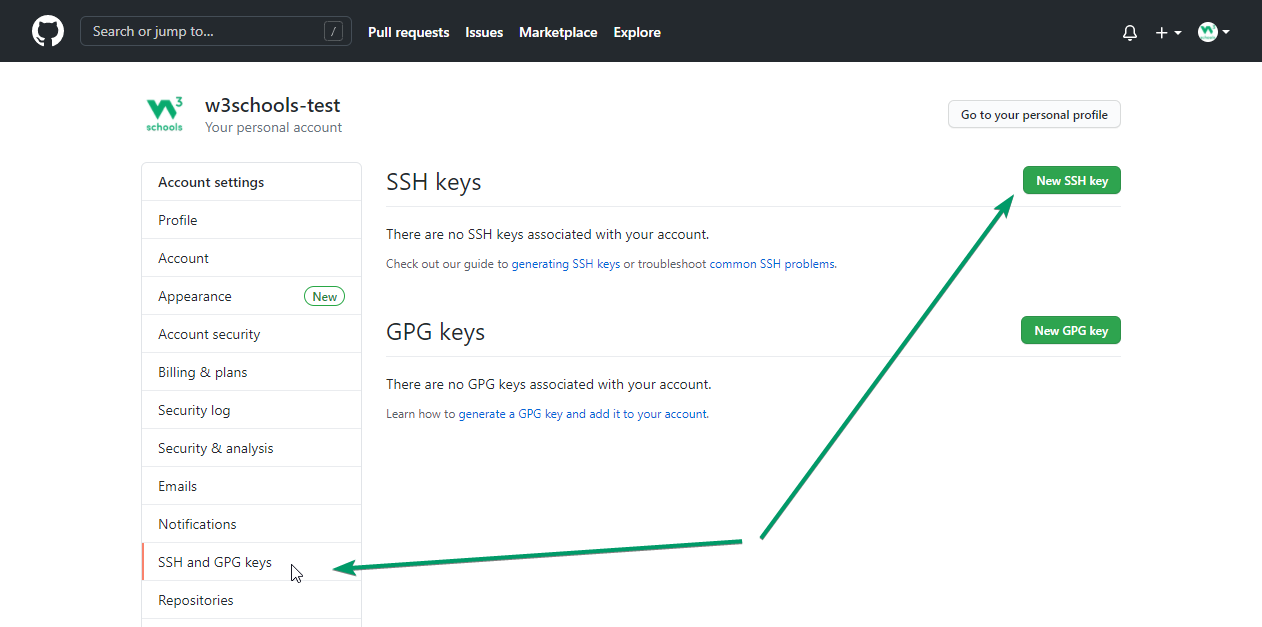 Search or jump to...
/
Pull requests
Issues
Marketplace
Explore
W3
schools
w3schools-test
Your personal account
Go to your personal profile
Account settings
Profile
Account
Appearance
New
Account security
Billing & plans
Security log
Security & analysis
Emails
Notifications
SSH and GPG keys
Repositories
SSH keys
New SSH key
There are no SSH keys associated with your account.
Check out our guide to generating SSH keys or troubleshoot common SSH problems.
GPG keys
New GPG key
There are no GPG keys associated with your account.
Learn how to generate a GPG key and add it to your account.